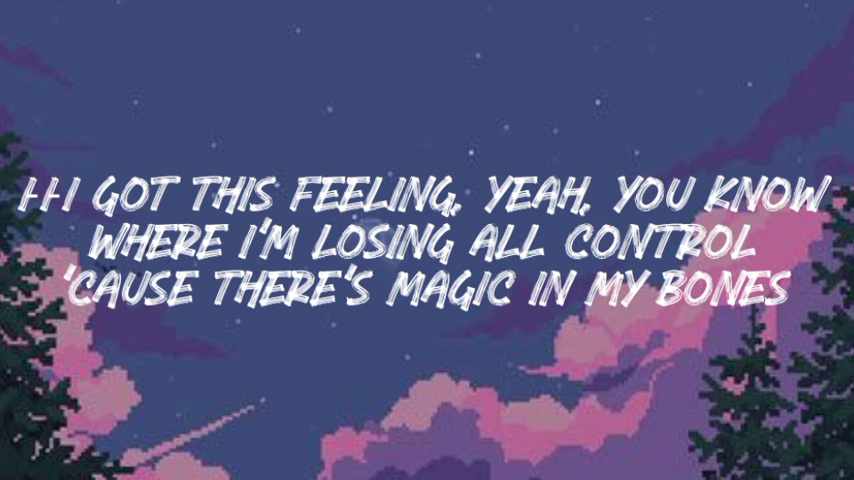 I-I-I GOT THIS FEELING, YEAH, YOU KNOW
WHERE I'M LOSING ALL CONTROL
'CAUSE THERE'S MAGIC IN MY BONES